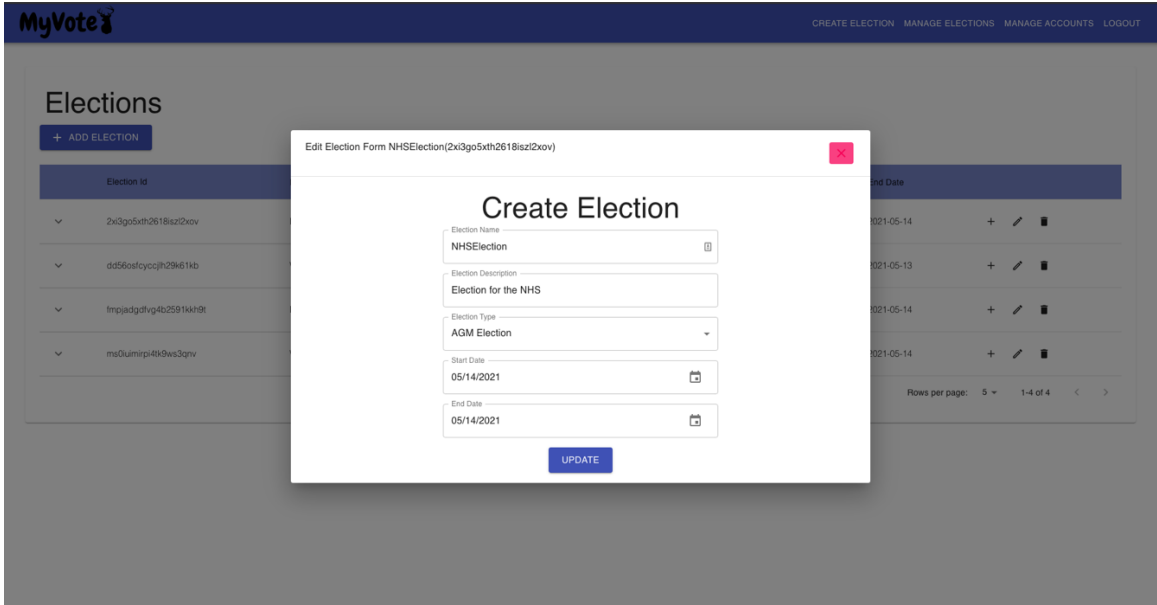 MyVote
CREATE ELECTION MANAGE ELECTIONS MANAGE ACCOUNTS LOGOUT
Elections
+ ADD ELECTION
Edit Election Form NHSElection(2xi3go5xth2618iszl2xov)
Election Id
End Date
Create Election
Election Name
NHSElection
2xi3go5xth2618iszl2xov
2021-05-14
Election Description
Election for the NHS
dd56osfcyccjlh29k61kb
2021-05-13
Election Type
AGM Election
fmpjadgdfvg4b2591kkh9t
2021-05-14
Start Date
05/14/2021
ms0iuimirpi4tk9ws3qnv
2021-05-14
Rows per page: 5 1-4 of 4
End Date
05/14/2021
UPDATE